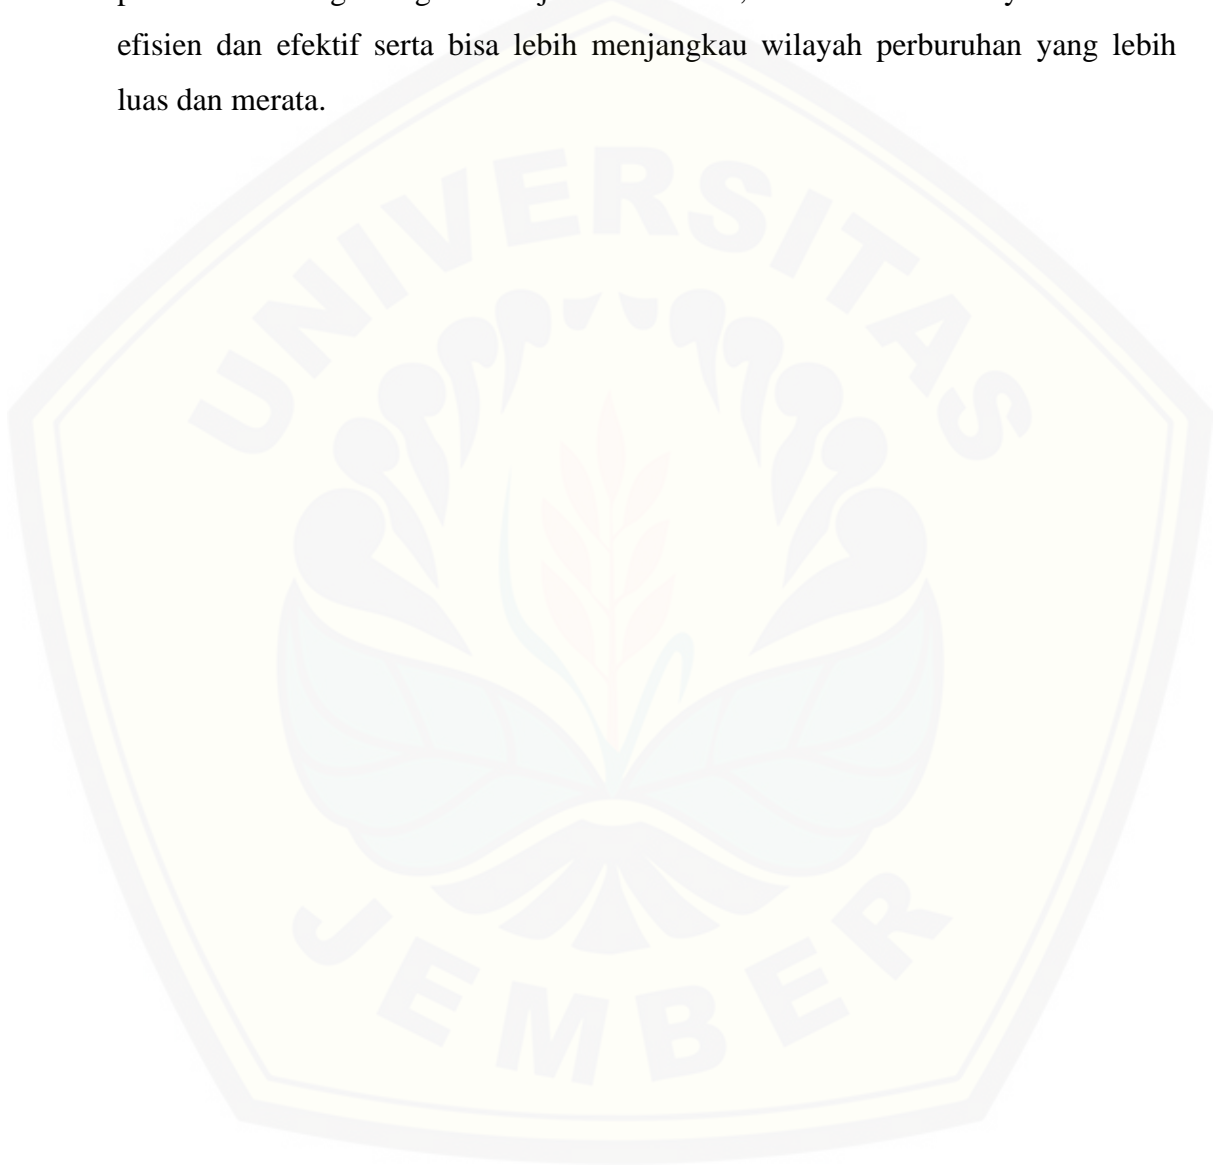 efisien dan efektif serta bisa lebih menjangkau wilayah perburuhan yang lebih
luas dan merata.
UNIVERSITAS
JEMBER